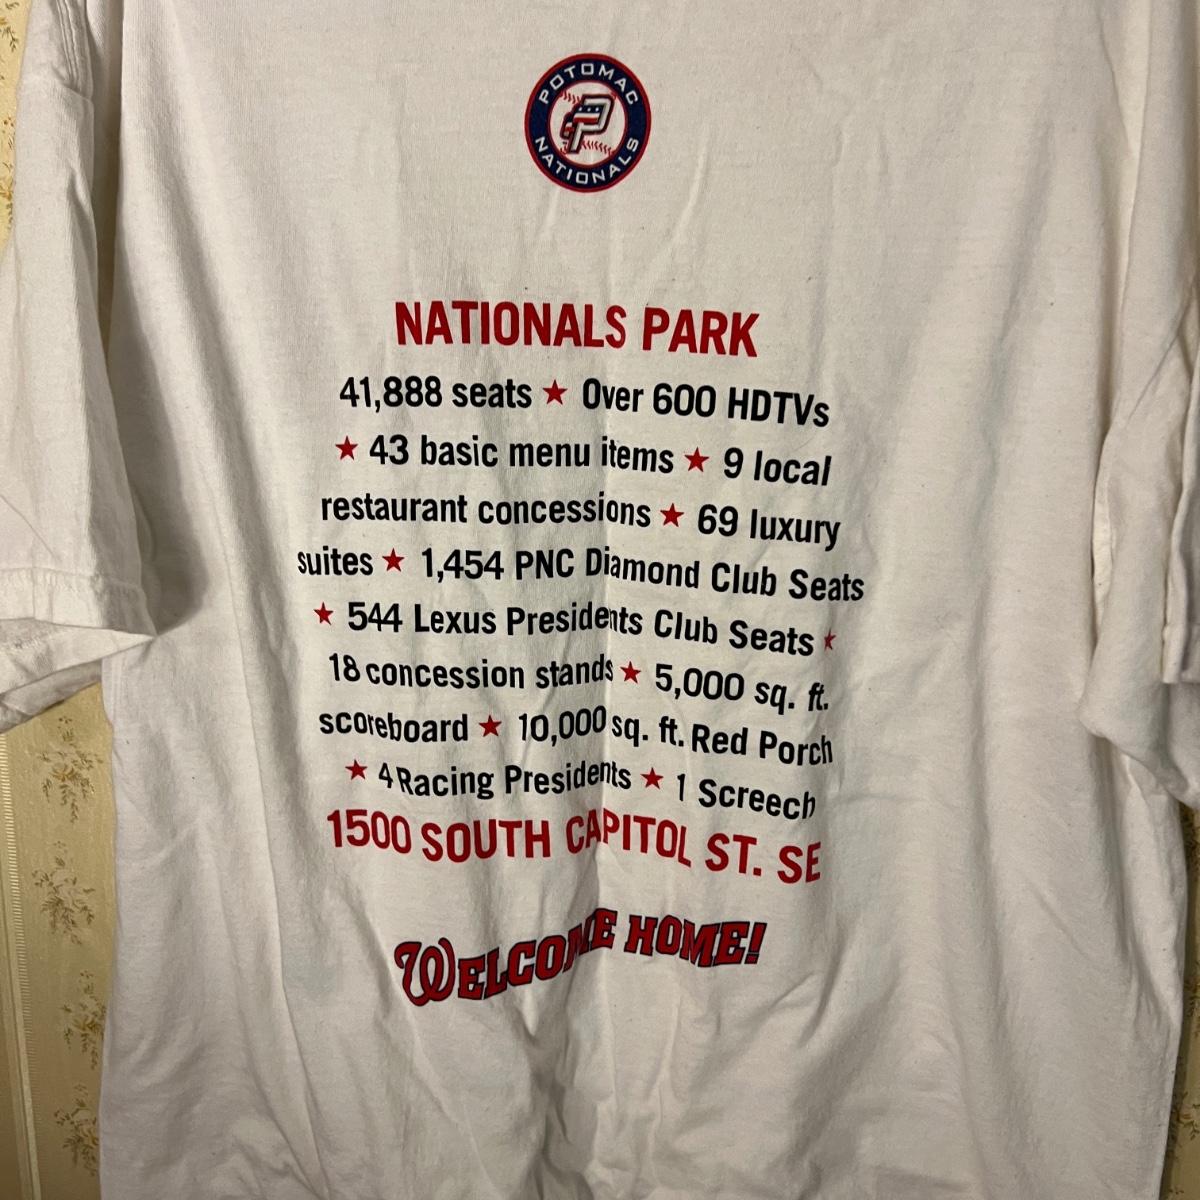 POTOMAC
P
NATIONALS
NATIONALS PARK
41,888 seats ★ Over 600 HDTVs
★ 43 basic menu items ★ 9 local
restaurant concessions ★ 69 luxury
suites ★ 1,454 PNC Diamond Club Seats
★ 544 Lexus Presidents Club Seats ★
18 concession stands ★ 5,000 sq. ft.
scoreboard ★ 10,000 sq. ft. Red Porch
★ 4 Racing Presidents ★ 1 Screech
1500 SOUTH CAPITOL ST. SE
WELCOME HOME!